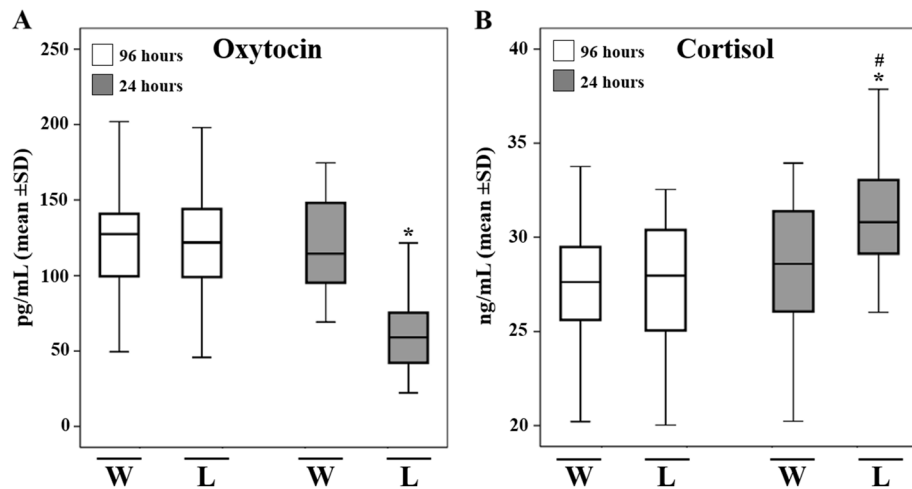 A
Oxytocin
96 hours
24 hours
pg/mL (mean ±SD)
250
200
150
100
50
0
*
W L W L
B
Cortisol
96 hours
24 hours
ng/mL (mean ±SD)
40
35
30
25
20
#
*
W L W L